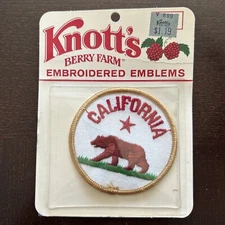 Knott's
BERRY FARM®
EMBROIDERED EMBLEMS
$1.19
CALIFORNIA